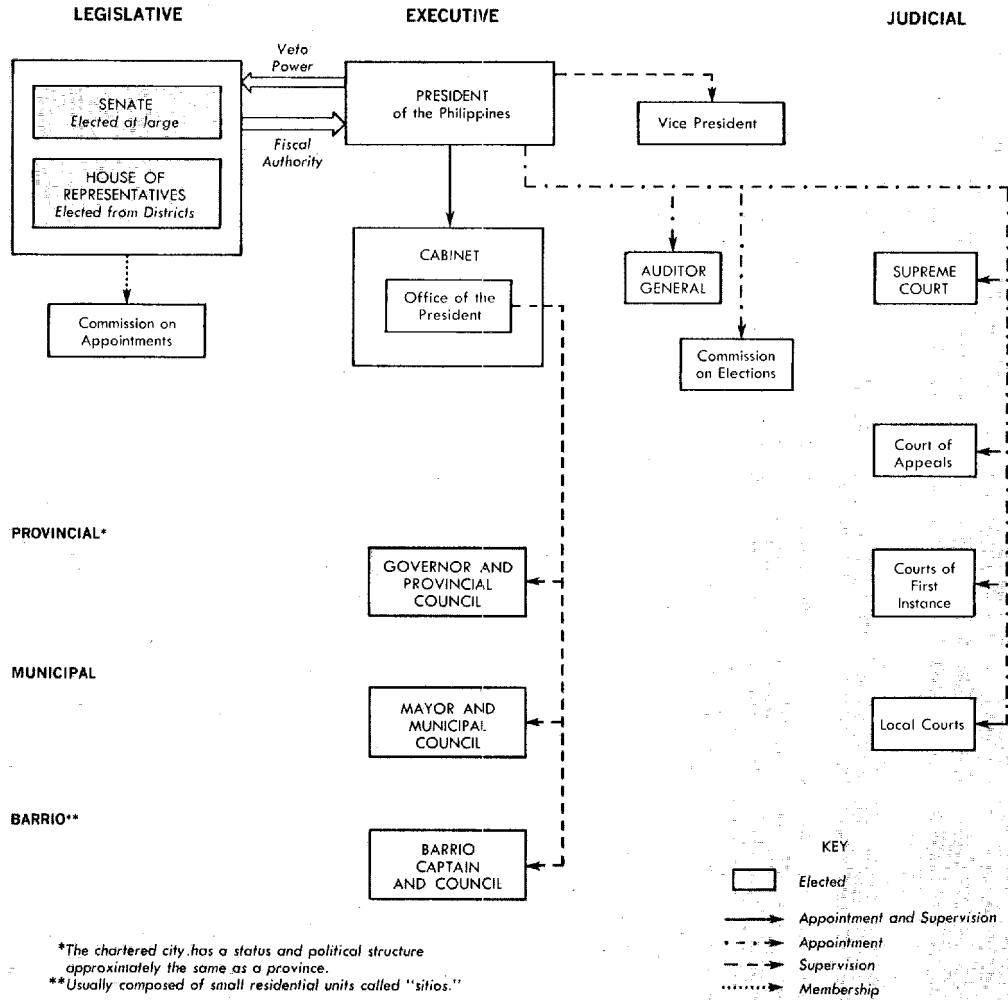 LEGISLATIVE
EXECUTIVE
JUDICIAL
Veto
Power
SENATE
Elected at large
HOUSE OF
REPRESENTATIVES
Elected from Districts
Fiscal
Authority
PRESIDENT
of the Philippines
Vice President
CABINET
Office of the
President
AUDITOR
GENERAL
SUPREME
COURT
Commission on
Appointments
Commission
on Elections
Court of
Appeals
PROVINCIAL*
GOVERNOR AND
PROVINCIAL
COUNCIL
Courts of
First
Instance
MUNICIPAL
MAYOR AND
MUNICIPAL
COUNCIL
Local Courts
BARRIO**
BARRIO
CAPTAIN
AND COUNCIL
KEY
Elected
Appointment and Supervision
Appointment
Supervision
Membership
*The chartered city has a status and political structure
approximately the same as a province.
**Usually composed of small residential units called "sitios."